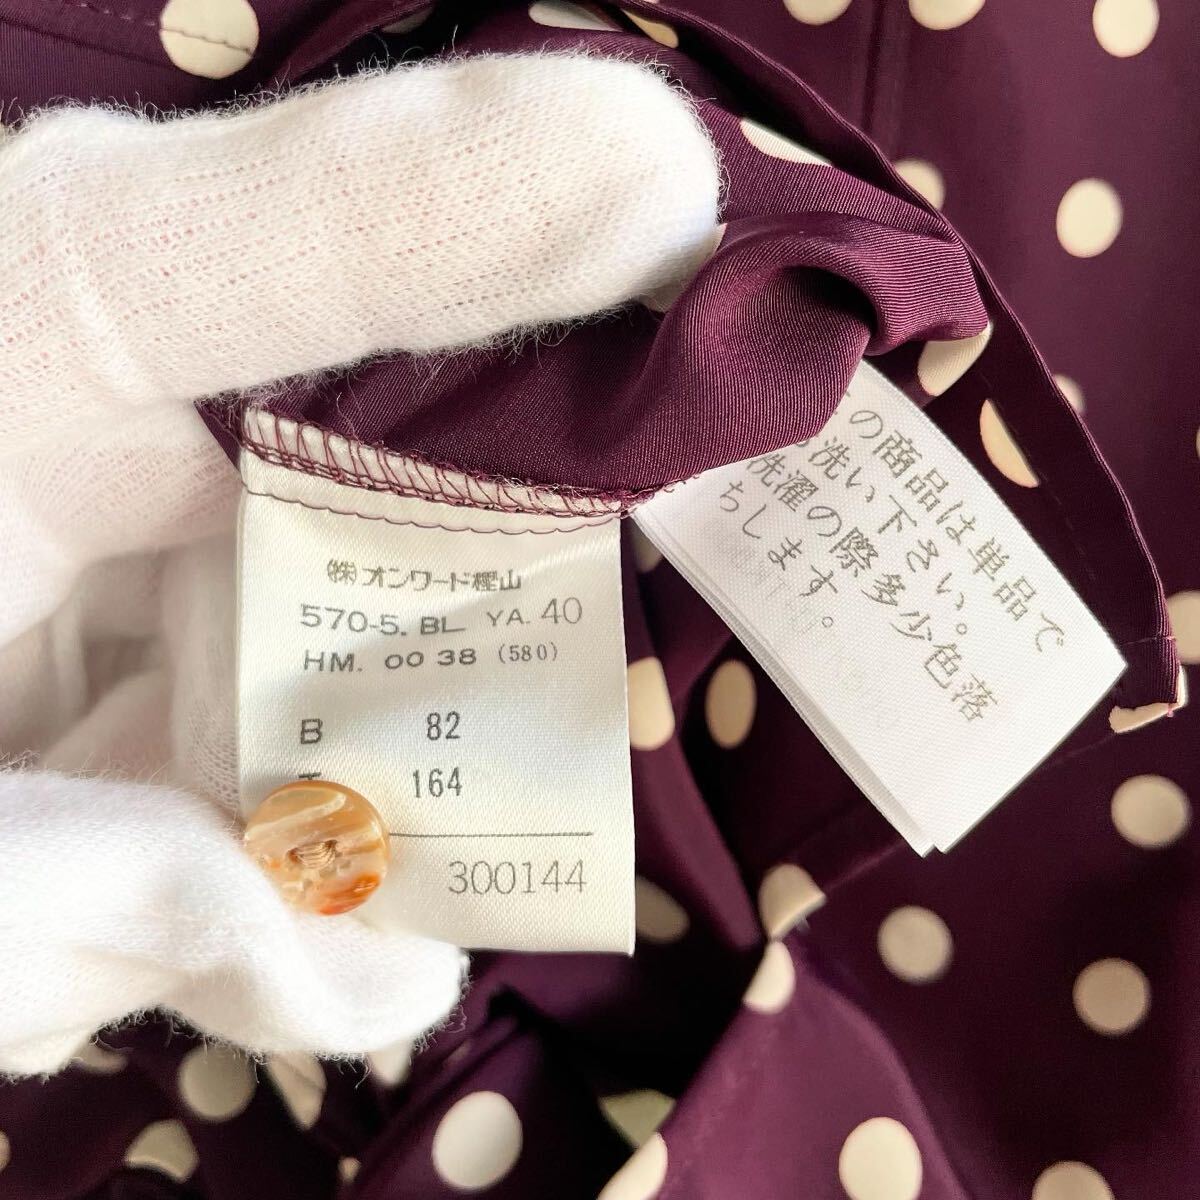 ㈱オンワード樫山
570-5. BL YA. 40
HM. 00 38 (580)
B 82
164
300144
の商品は単品で
洗い下さい。
洗濯の際多少色落
ちします。